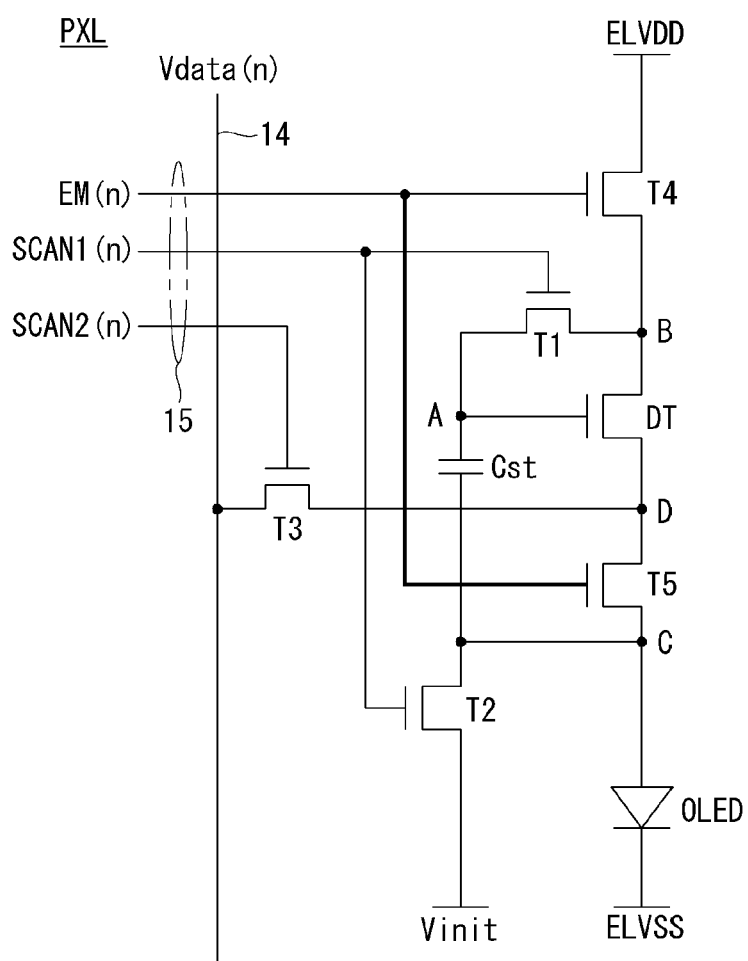 PXL
ELVDD
Vdata(n)
14
EM(n)
T4
SCAN1(n)
SCAN2(n)
T1
B
15
A
DT
Cst
T3
D
T5
C
T2
OLED
Vinit
ELVSS